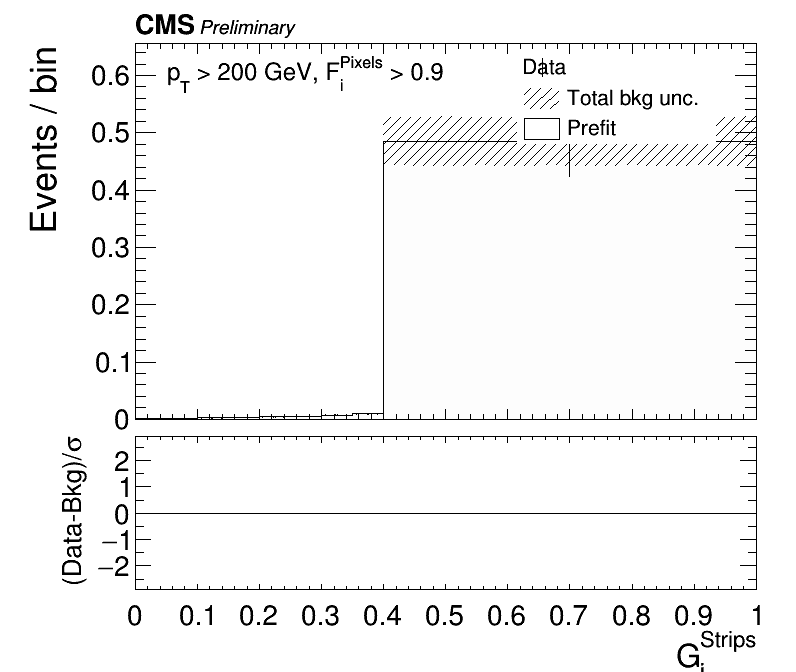 CMS Preliminary
p_T > 200 GeV, F_i^Pixels > 0.9
Data
Total bkg unc.
Prefit
Events / bin
0.6
0.5
0.4
0.3
0.2
0.1
0
(Data-Bkg)/σ
2
1
0
−1
−2
0 0.1 0.2 0.3 0.4 0.5 0.6 0.7 0.8 0.9 1
G_i^Strips